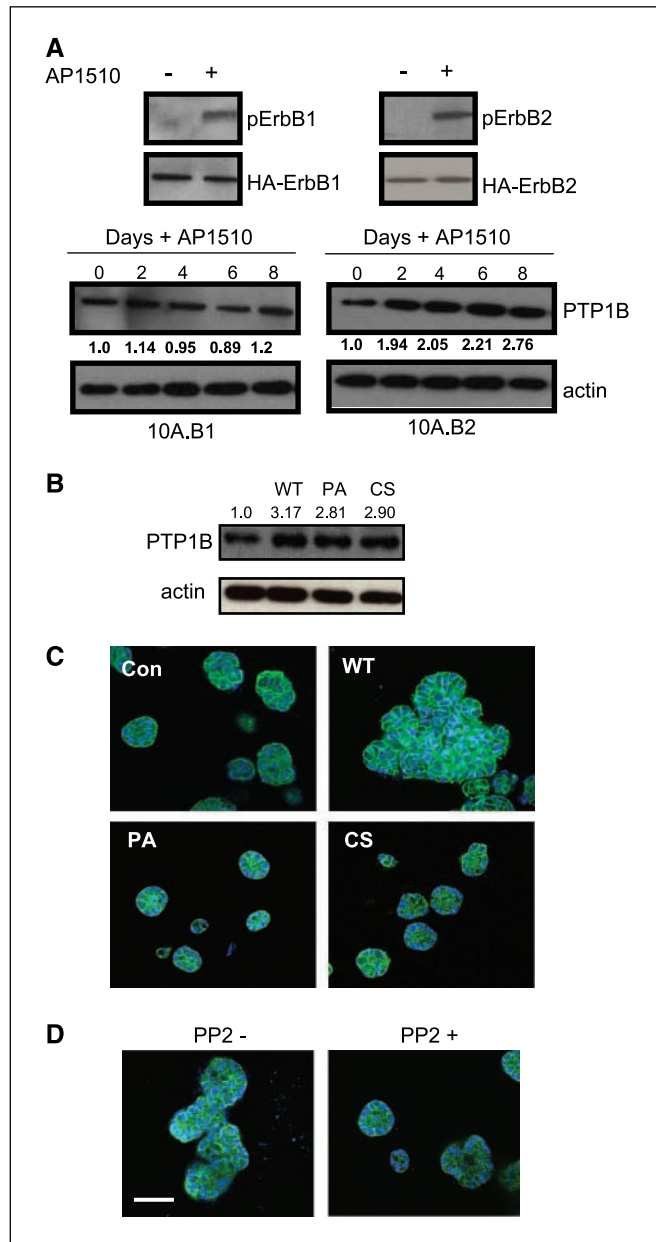 A
AP1510 - + - +
pErbB1 pErbB2
HA-ErbB1 HA-ErbB2
Days + AP1510 Days + AP1510
0 2 4 6 8 0 2 4 6 8
PTP1B
1.0 1.14 0.95 0.89 1.2 1.0 1.94 2.05 2.21 2.76
actin
10A.B1 10A.B2
B
WT PA CS
1.0 3.17 2.81 2.90
PTP1B
actin
C
Con WT
PA CS
D
PP2 - PP2 +